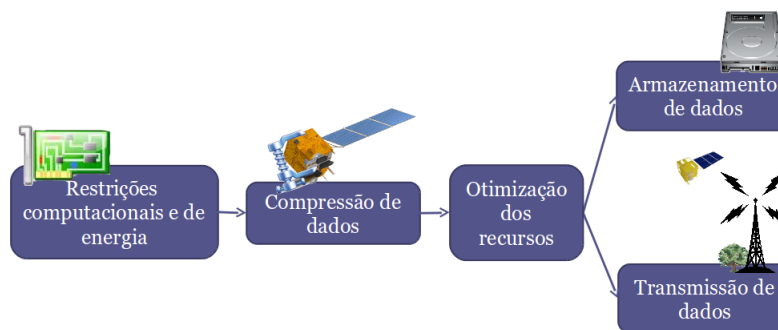 Restrições
computacionais e de
energia
Compressão de
dados
Otimização
dos
recursos
Armazenamento
de dados
Transmissão de
dados